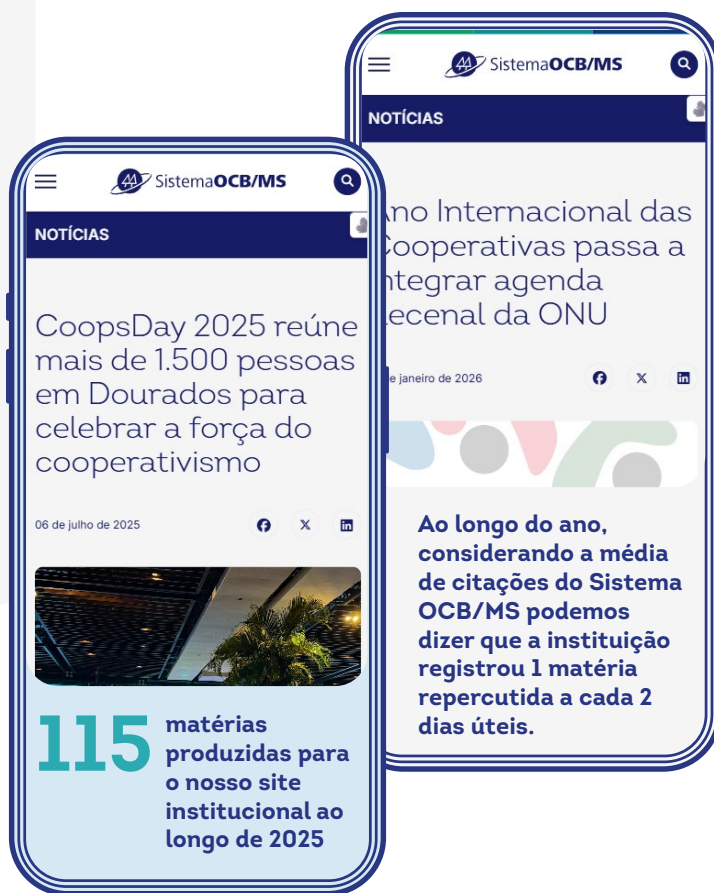 SistemaOCB/MS
NOTÍCIAS
CoopsDay 2025 reúne
mais de 1.500 pessoas
em Dourados para
celebrar a força do
cooperativismo
06 de julho de 2025
115
matérias
produzidas para
o nosso site
institucional ao
longo de 2025
SistemaOCB/MS
NOTÍCIAS
Internacional das
passa a
agenda
da ONU
de janeiro de 2026
Ao longo do ano,
considerando a média
de citações do Sistema
OCB/MS podemos
dizer que a instituição
registrou 1 matéria
repercutida a cada 2
dias úteis.